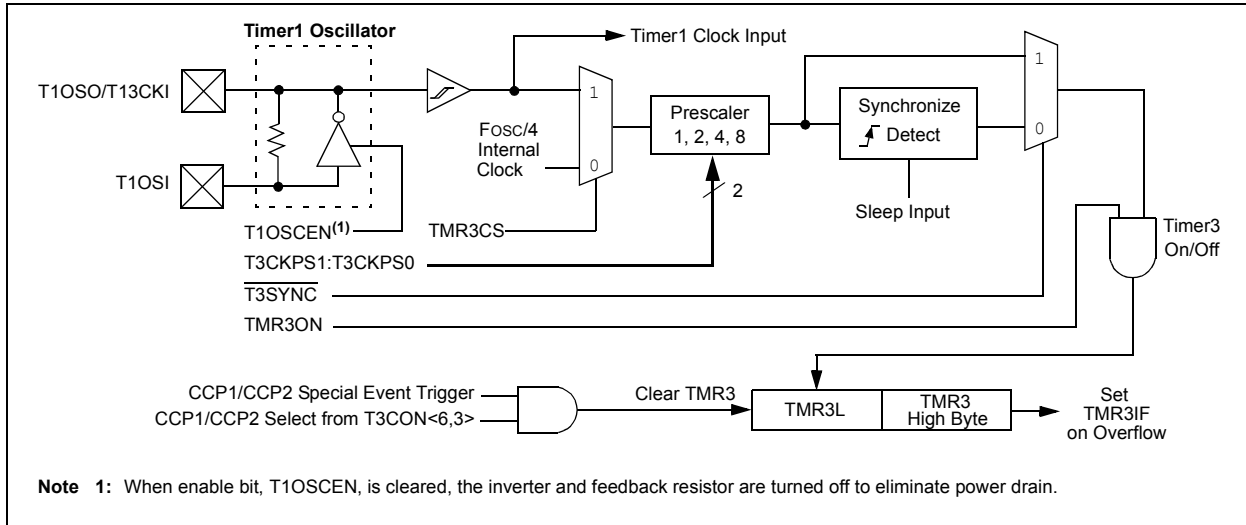 Timer1 Oscillator
Timer1 Clock Input
T1OSO/T13CKI
1
1
Prescaler
1, 2, 4, 8
Synchronize
Detect
FOSC/4
Internal
Clock
0
0
T1OSI
2
Sleep Input
T1OSCEN(1)
TMR3CS
Timer3
On/Off
T3CKPS1:T3CKPS0
T3SYNC
TMR3ON
CCP1/CCP2 Special Event Trigger
CCP1/CCP2 Select from T3CON<6,3>
Clear TMR3
TMR3L
TMR3
High Byte
Set
TMR3IF
on Overflow
Note 1: When enable bit, T1OSCEN, is cleared, the inverter and feedback resistor are turned off to eliminate power drain.